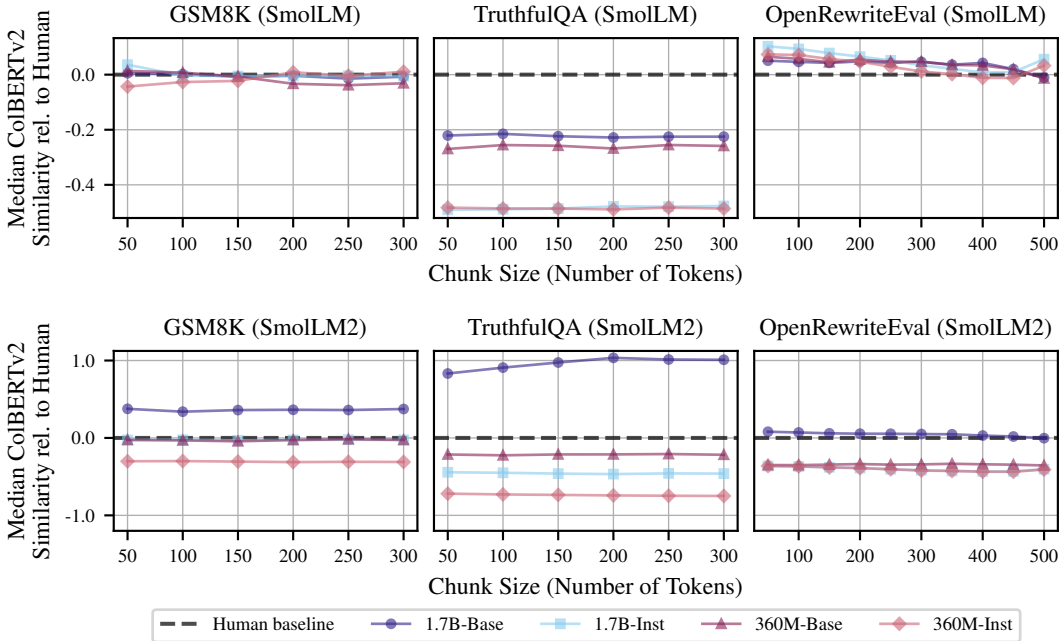 GSM8K (SmolLM) TruthfulQA (SmolLM) OpenRewriteEval (SmolLM)
Median ColBERTv2
Similarity rel. to Human
0.0
-0.2
-0.4
50 100 150 200 250 300 50 100 150 200 250 300 100 200 300 400 500
Chunk Size (Number of Tokens)
GSM8K (SmolLM2) TruthfulQA (SmolLM2) OpenRewriteEval (SmolLM2)
Median ColBERTv2
Similarity rel. to Human
1.0
0.0
-1.0
50 100 150 200 250 300 50 100 150 200 250 300 100 200 300 400 500
Chunk Size (Number of Tokens)
Human baseline 1.7B-Base 1.7B-Inst 360M-Base 360M-Inst